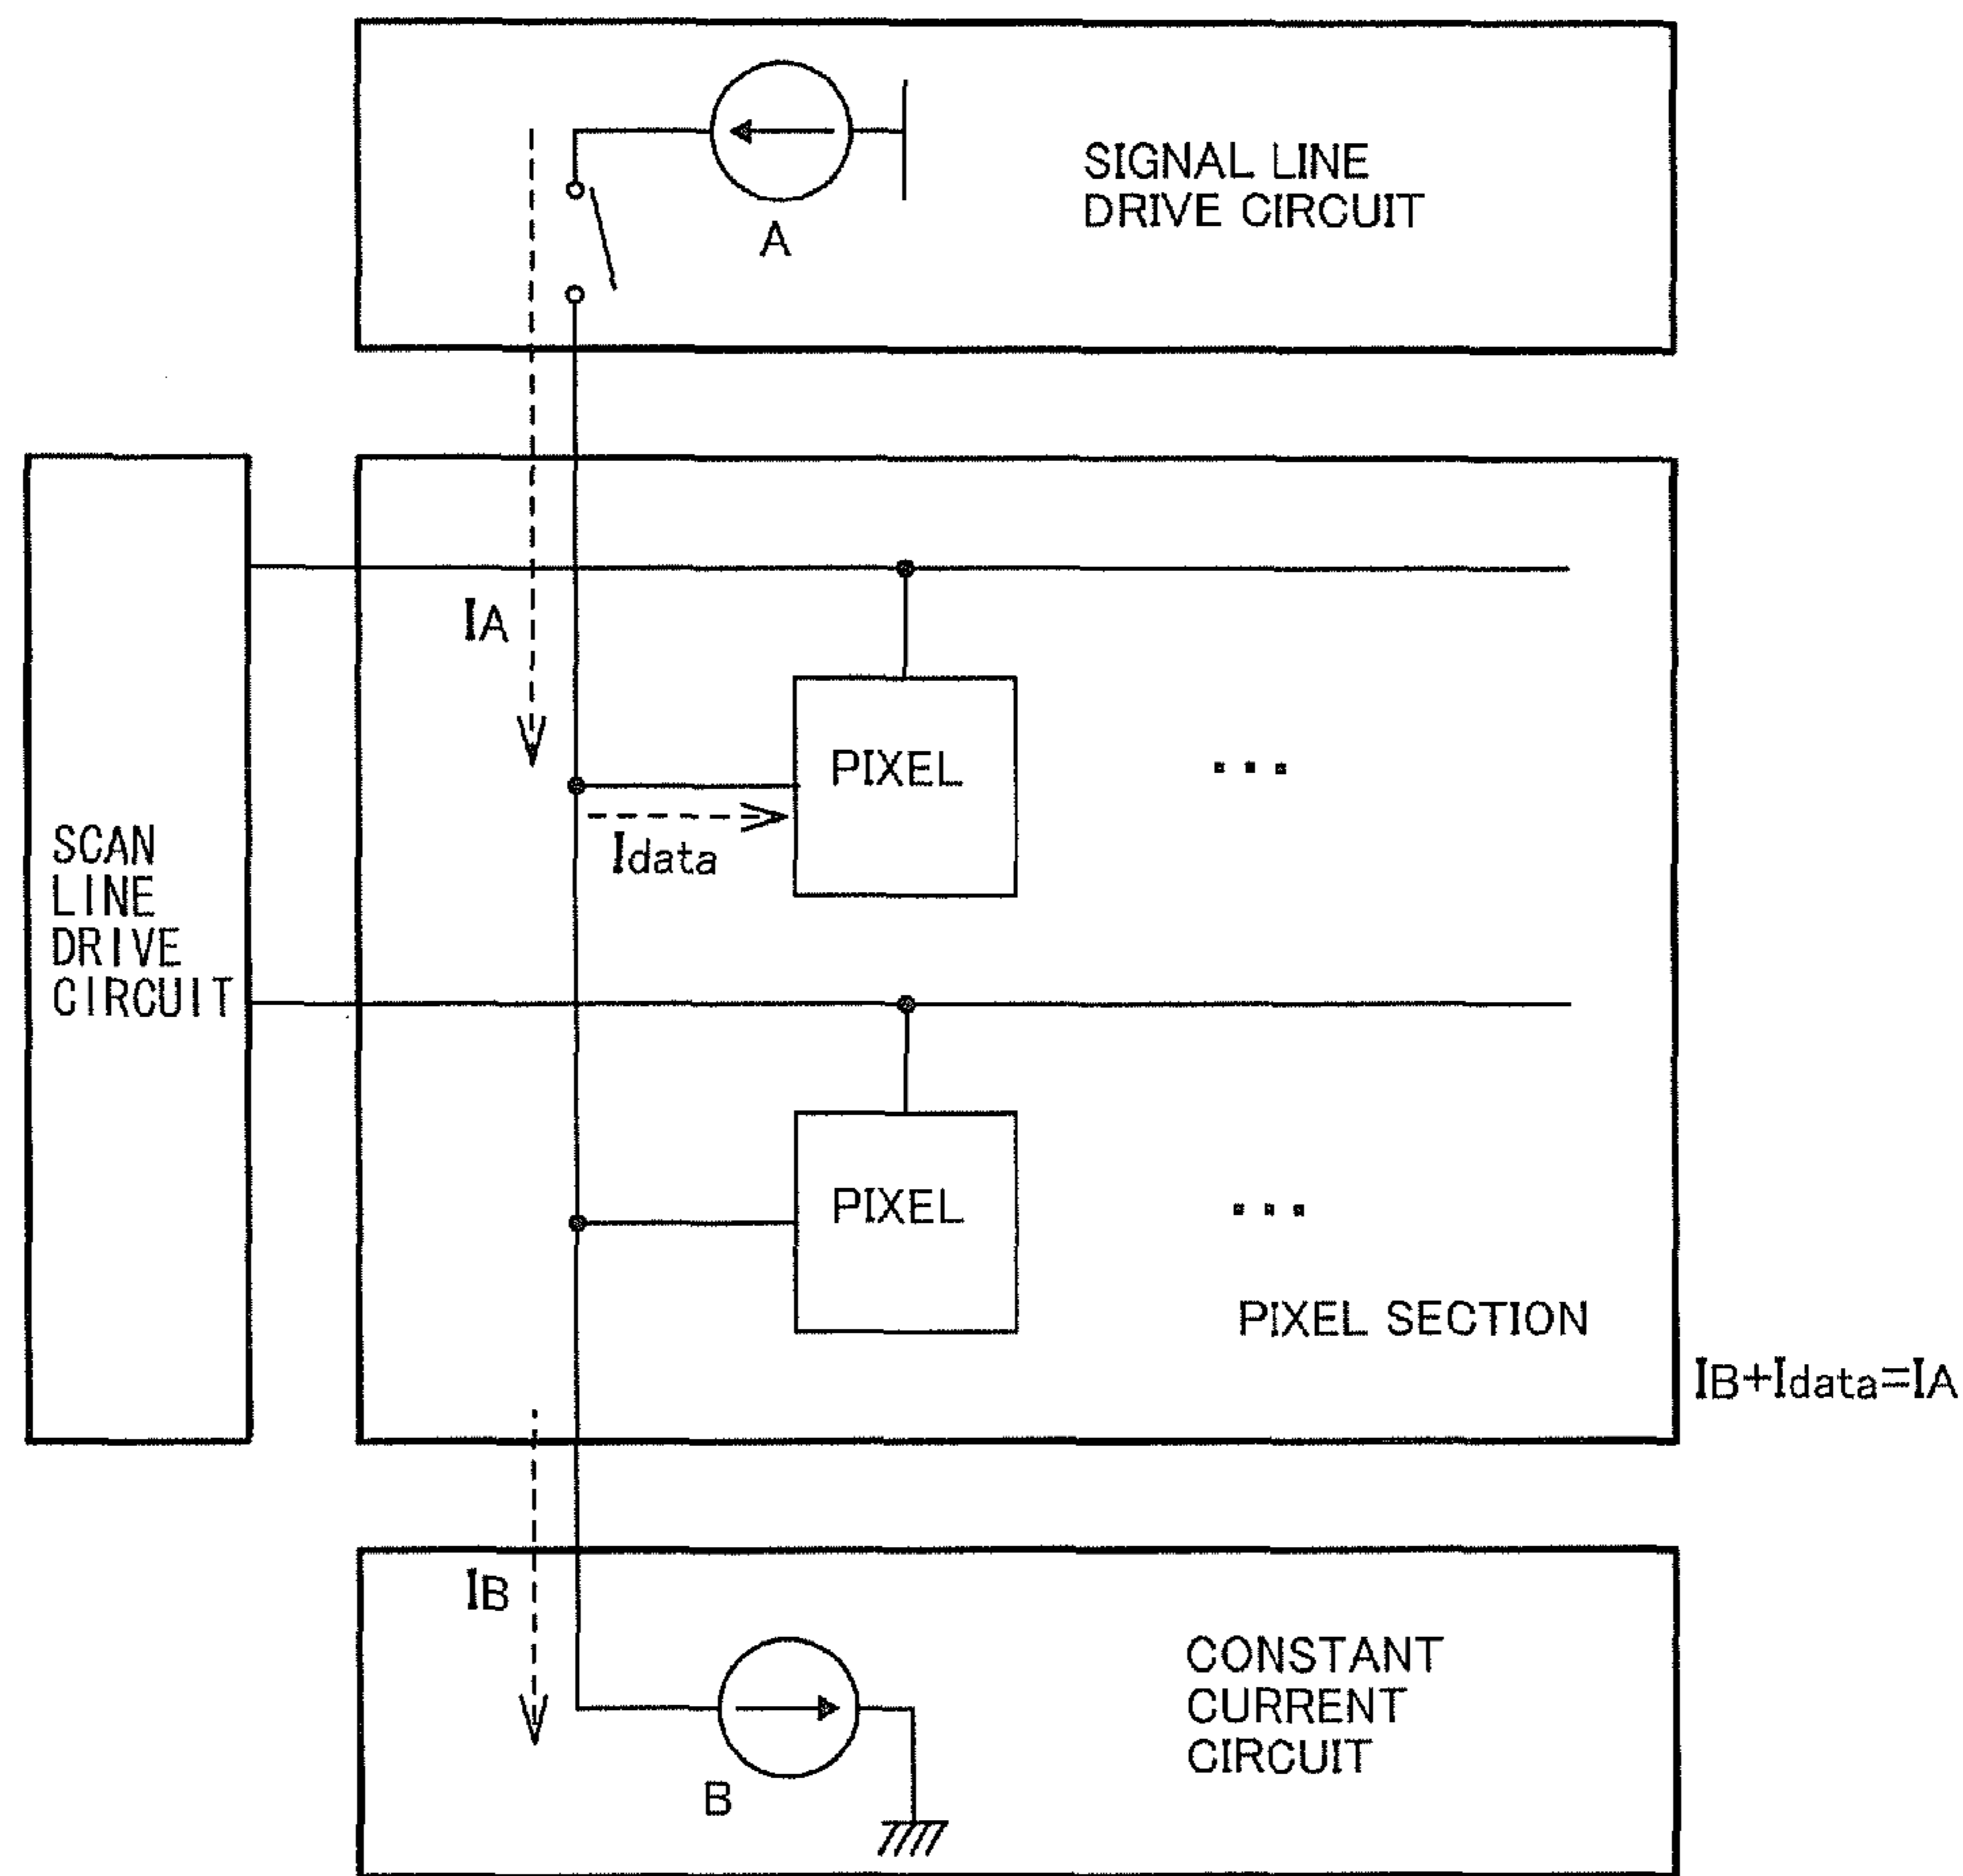 SIGNAL LINE
DRIVE CIRCUIT
A
IA
PIXEL
...
Idata
SCAN
LINE
DRIVE
CIRCUIT
PIXEL
...
PIXEL SECTION
IB+Idata=IA
IB
CONSTANT
CURRENT
CIRCUIT
B